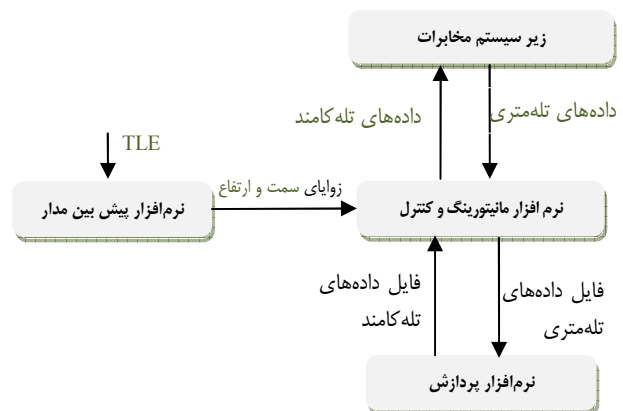 زیر سیستم مخابرات
داده‌های تله‌متری
داده‌های تله‌کامند
TLE
زوایای سمت و ارتفاع
نرم افزار مانیتورینگ و کنترل
نرم‌افزار پیش بین مدار
فایل داده‌های
تله‌متری
فایل داده‌های
تله‌کامند
نرم‌افزار پردازش